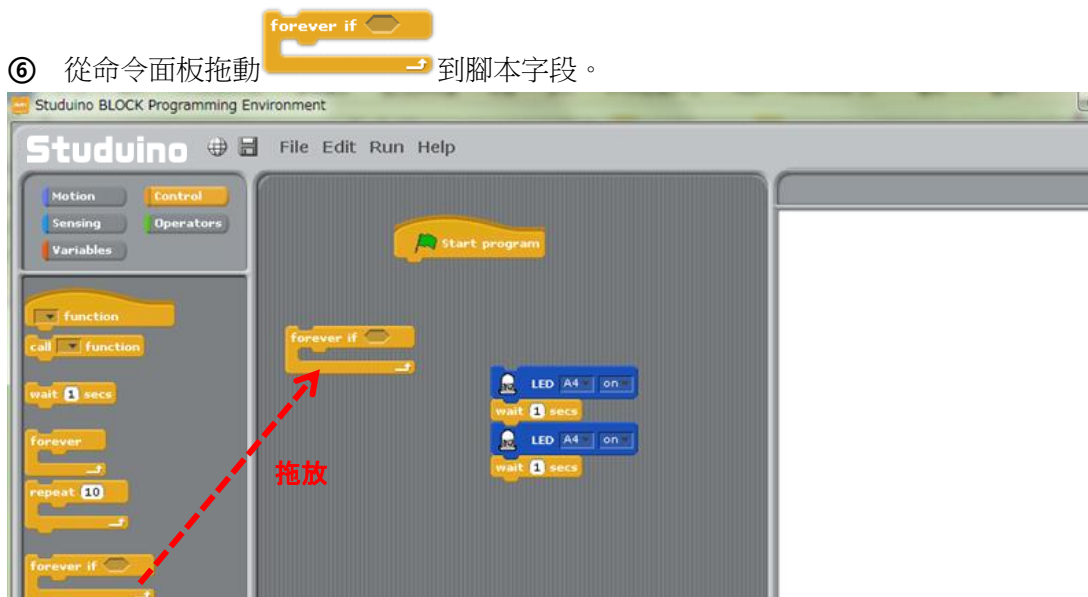 forever if
⑥ 從命令面板拖動 到腳本字段。
Studuino BLOCK Programming Environment
Studuino File Edit Run Help
Motion Control
Sensing Operators
Variables
Start program
function
call function
wait 1 secs
forever
repeat 10
forever if
forever if
LED A4 on
wait 1 secs
LED A4 on
wait 1 secs
拖放